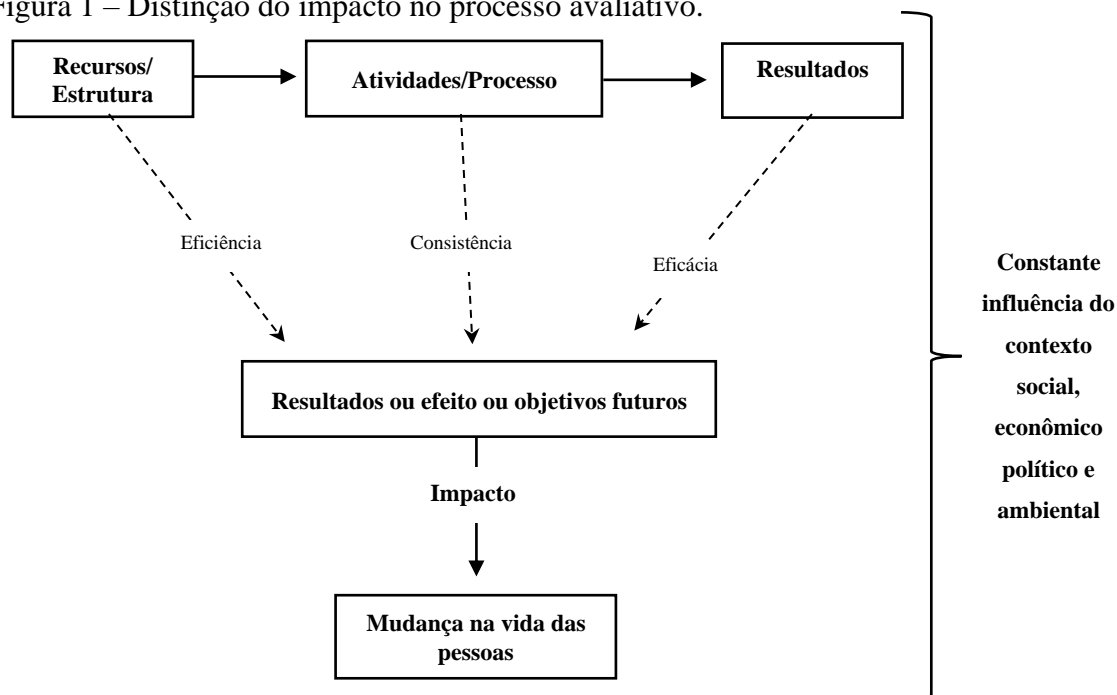 Figura 1 – Distinção do impacto no processo avaliativo.
Recursos/
Estrutura
Atividades/Processo
Resultados
Eficiência
Consistência
Eficácia
Resultados ou efeito ou objetivos futuros
Impacto
Mudança na vida das
pessoas
Constante
influência do
contexto
social,
econômico
político e
ambiental